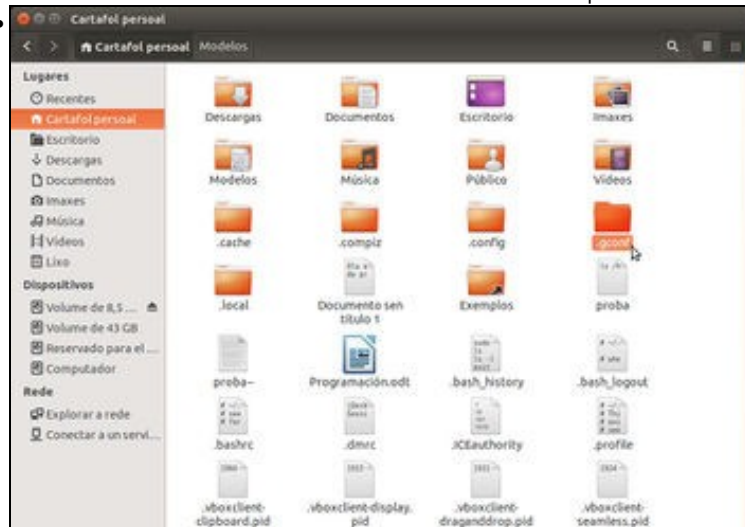 Cartafol persoal
Cartafol persoal Modelos
Lugares
Recentes
Cartafol persoal
Escritorio
Descargas
Documentos
Imaxes
Música
Vídeos
Lixo
Dispositivos
Volume de 8,5 ...
Volume de 43 GB
Reservado para el ...
Computador
Rede
Explorar a rede
Conectar a un servi...
Descargas Documentos Escritorio Imaxes
Modelos Música Público Vídeos
.cache .compiz .config .gconf
.local Documento sen título 1 Exemplos proba
proba~ Programación.odt .bash_history .bash_logout
.bashrc .dmrc .ICEauthority .profile
.vboxclient-clipboard.pid .vboxclient-display.pid .vboxclient-draganddrop.pid .vboxclient-seamless.pid